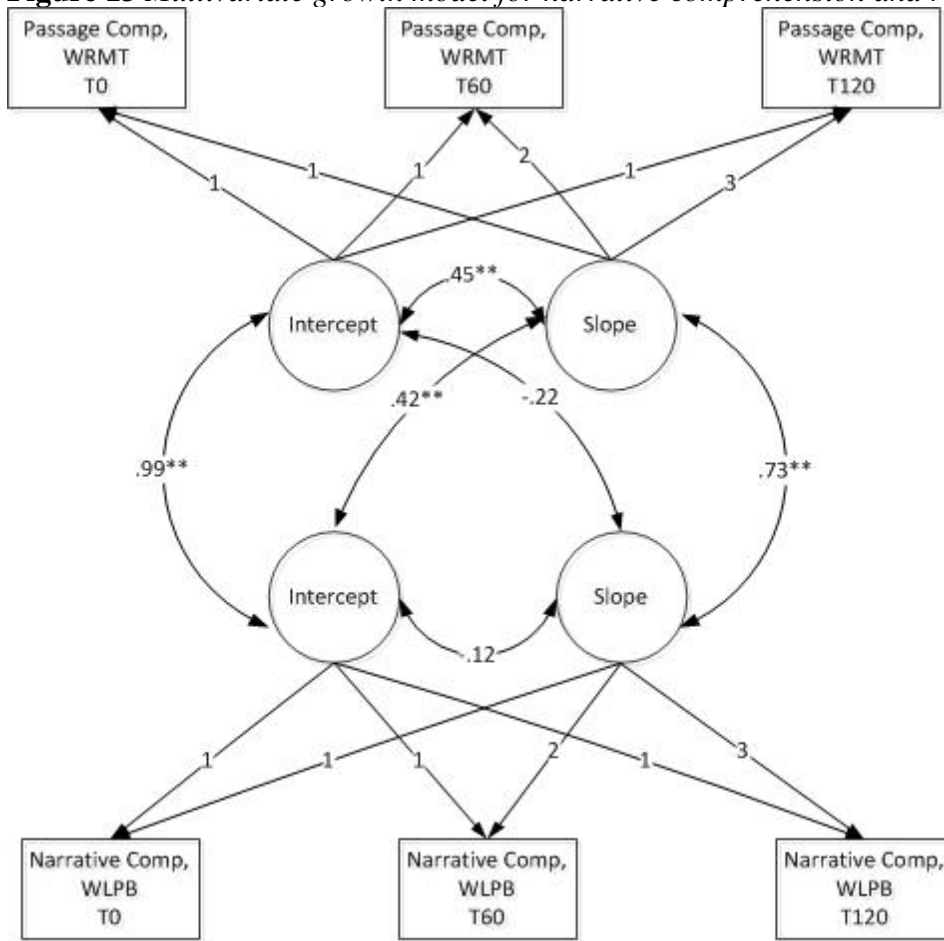 Figure 23 Multivariate growth model for narrative comprehension and
Passage Comp,
WRMT
T0
Passage Comp,
WRMT
T60
Passage Comp,
WRMT
T120
1
1
1
2
1
3
.45**
Intercept
Slope
.42**
-.22
.99**
.73**
Intercept
Slope
.12
1
1
1
2
1
3
Narrative Comp,
WLPB
T0
Narrative Comp,
WLPB
T60
Narrative Comp,
WLPB
T120